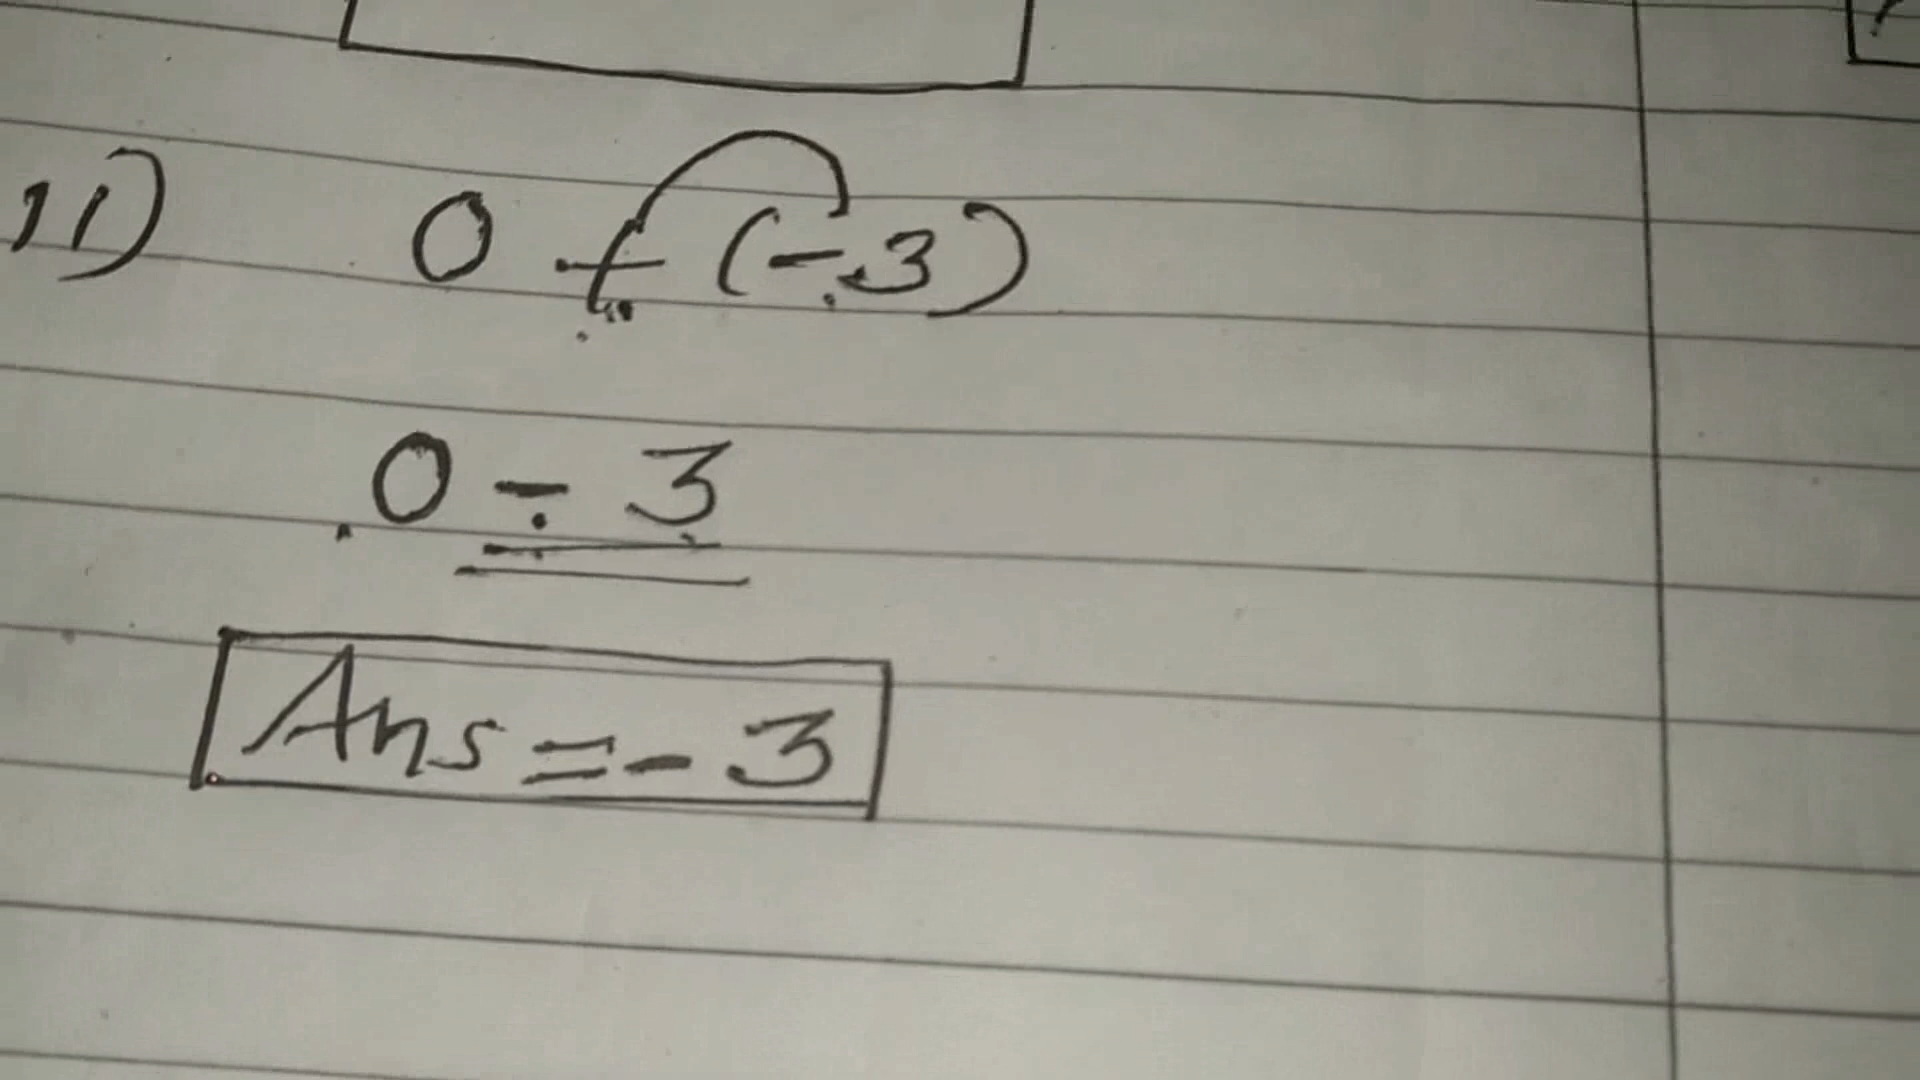 11) 0 + (-3)
0 - 3
Ans = - 3